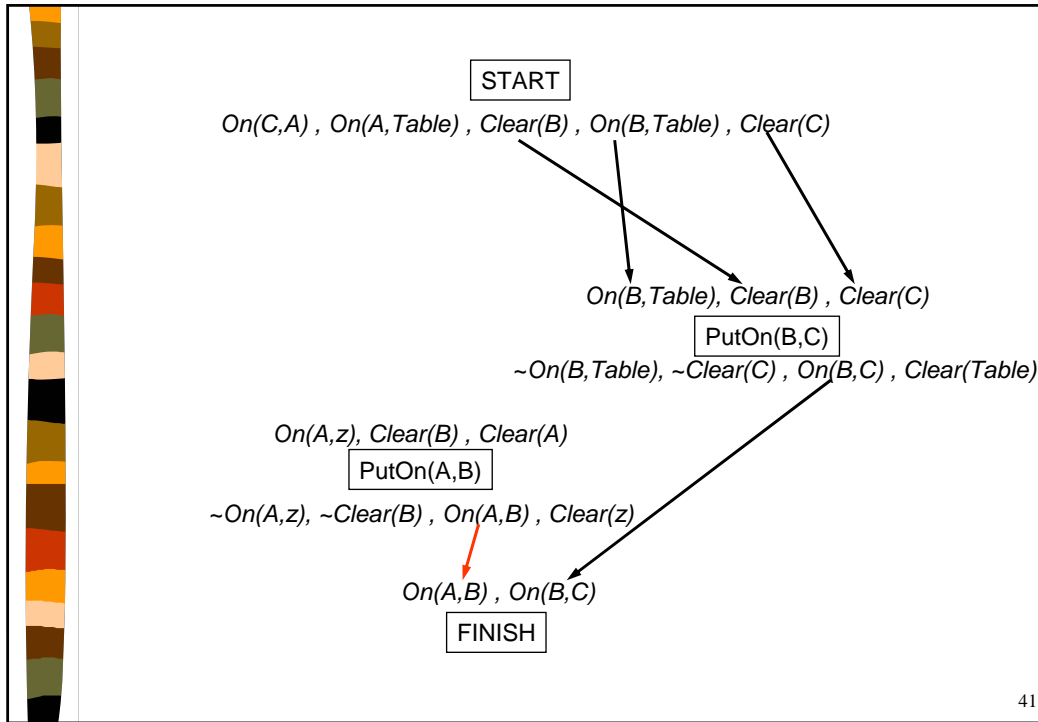 START
On(C,A) , On(A,Table) , Clear(B) , On(B,Table) , Clear(C)
On(B,Table), Clear(B) , Clear(C)
PutOn(B,C)
~On(B,Table), ~Clear(C) , On(B,C) , Clear(Table)
On(A,z), Clear(B) , Clear(A)
PutOn(A,B)
~On(A,z), ~Clear(B) , On(A,B) , Clear(z)
On(A,B) , On(B,C)
FINISH
41